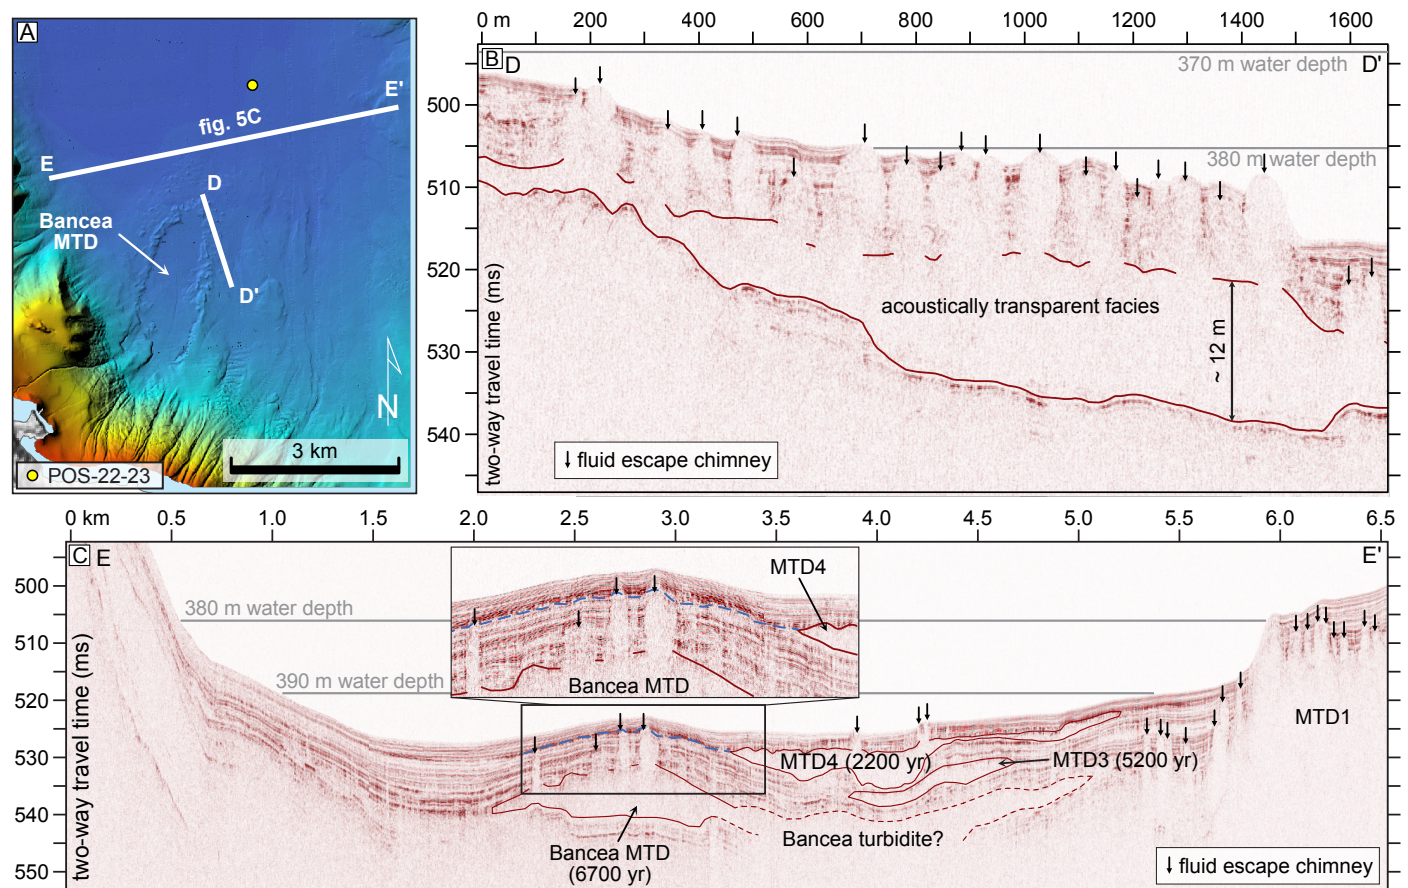 A
E
E'
fig. 5C
D
Bancea
MTD
D'
N
3 km
POS-22-23
0 m 200 400 600 800 1000 1200 1400 1600
B D
D'
370 m water depth
380 m water depth
500
510
520
530
540
two-way travel time (ms)
acoustically transparent facies
~ 12 m
fluid escape chimney
0 km 0.5 1.0 1.5 2.0 2.5 3.0 3.5 4.0 4.5 5.0 5.5 6.0 6.5
C E
E'
500
510
520
530
540
550
two-way travel time (ms)
380 m water depth
390 m water depth
MTD4
Bancea MTD
MTD1
MTD4 (2200 yr)
MTD3 (5200 yr)
Bancea turbidite?
Bancea MTD
(6700 yr)
fluid escape chimney